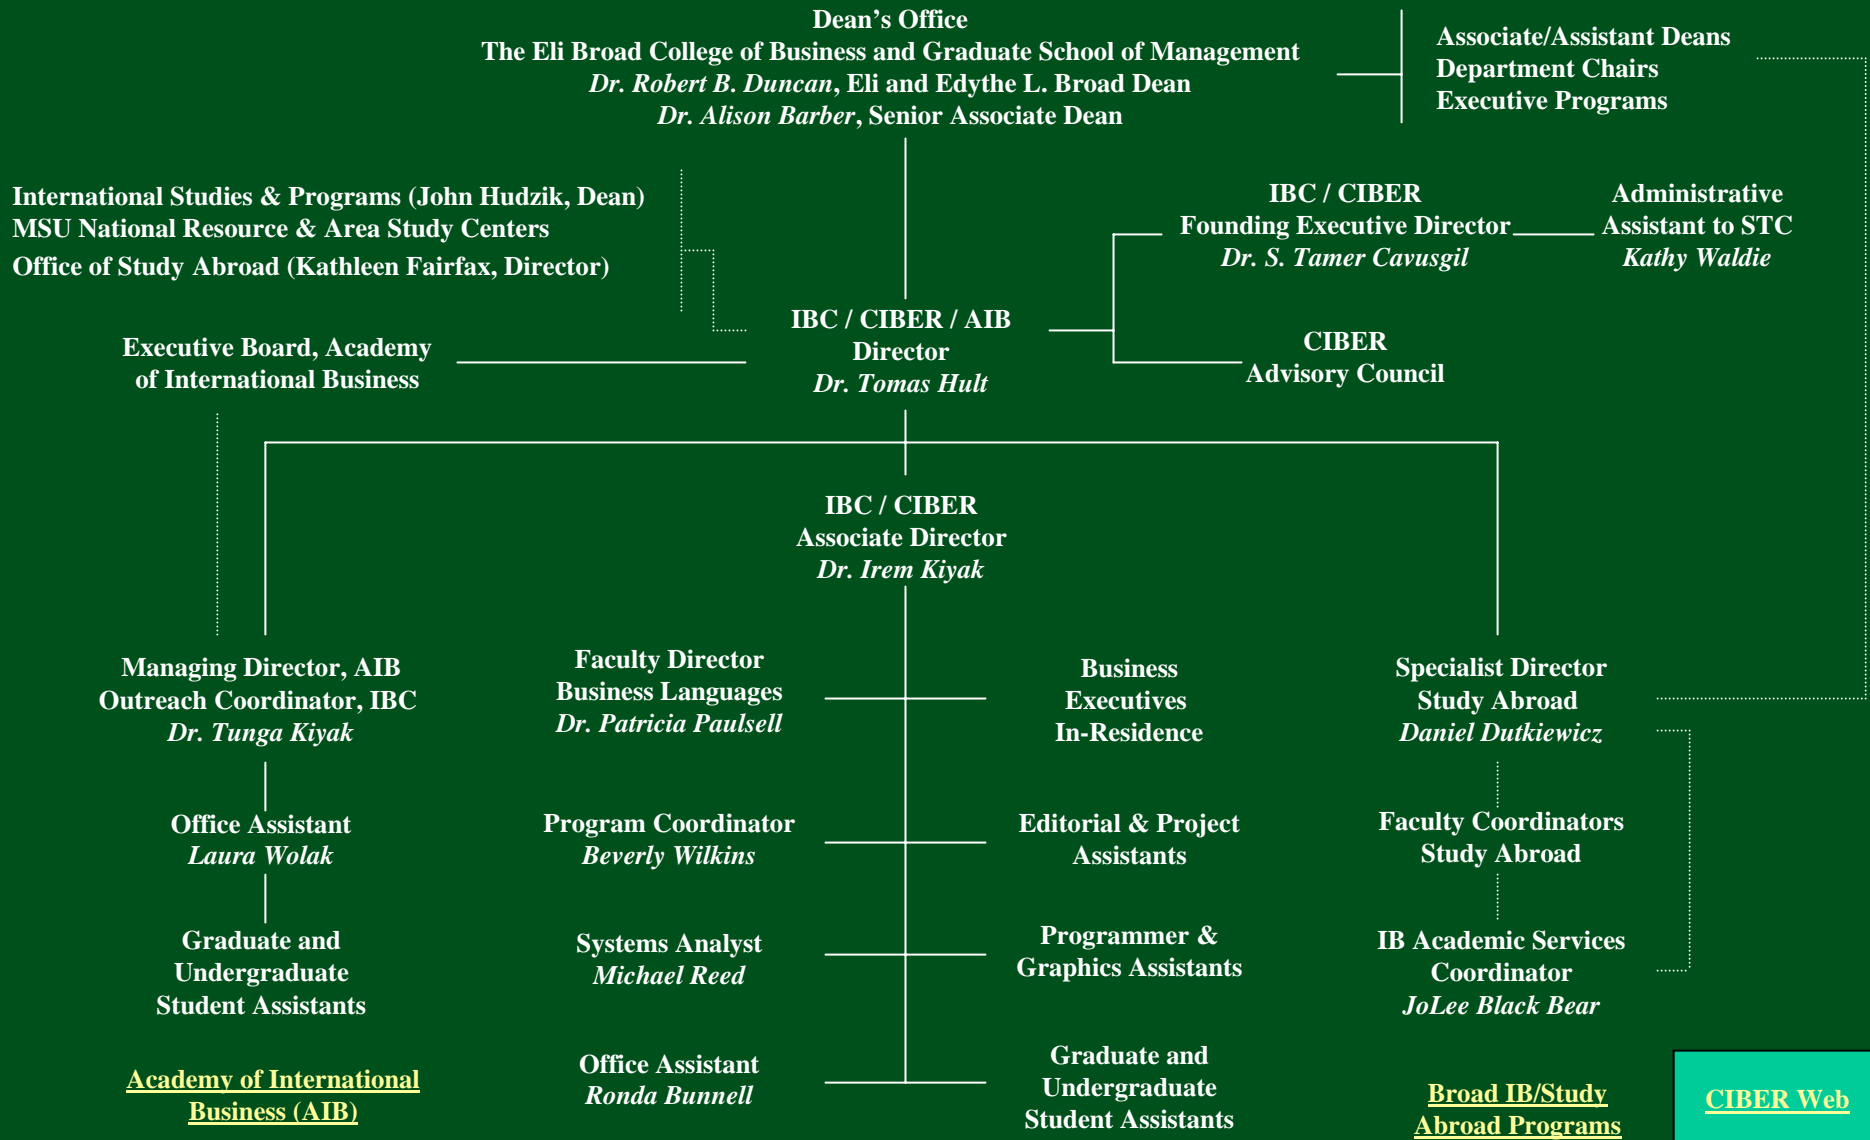 Dean’s Office
The Eli Broad College of Business and Graduate School of Management
Dr. Robert B. Duncan, Eli and Edythe L. Broad Dean
Dr. Alison Barber, Senior Associate Dean
Associate/Assistant Deans
Department Chairs
Executive Programs
International Studies & Programs (John Hudzik, Dean)
MSU National Resource & Area Study Centers
Office of Study Abroad (Kathleen Fairfax, Director)
IBC / CIBER
Founding Executive Director
Dr. S. Tamer Cavusgil
Administrative
Assistant to STC
Kathy Waldie
Executive Board, Academy
of International Business
IBC / CIBER / AIB
Director
Dr. Tomas Hult
CIBER
Advisory Council
IBC / CIBER
Associate Director
Dr. Irem Kiyak
Managing Director, AIB
Outreach Coordinator, IBC
Dr. Tunga Kiyak
Faculty Director
Business Languages
Dr. Patricia Paulsell
Business
Executives
In-Residence
Specialist Director
Study Abroad
Daniel Dutkiewicz
Office Assistant
Laura Wolak
Program Coordinator
Beverly Wilkins
Editorial & Project
Assistants
Faculty Coordinators
Study Abroad
Graduate and
Undergraduate
Student Assistants
Systems Analyst
Michael Reed
Programmer &
Graphics Assistants
IB Academic Services
Coordinator
JoLee Black Bear
Academy of International
Business (AIB)
Office Assistant
Ronda Bunnell
Graduate and
Undergraduate
Student Assistants
Broad IB/Study
Abroad Programs
CIBER Web